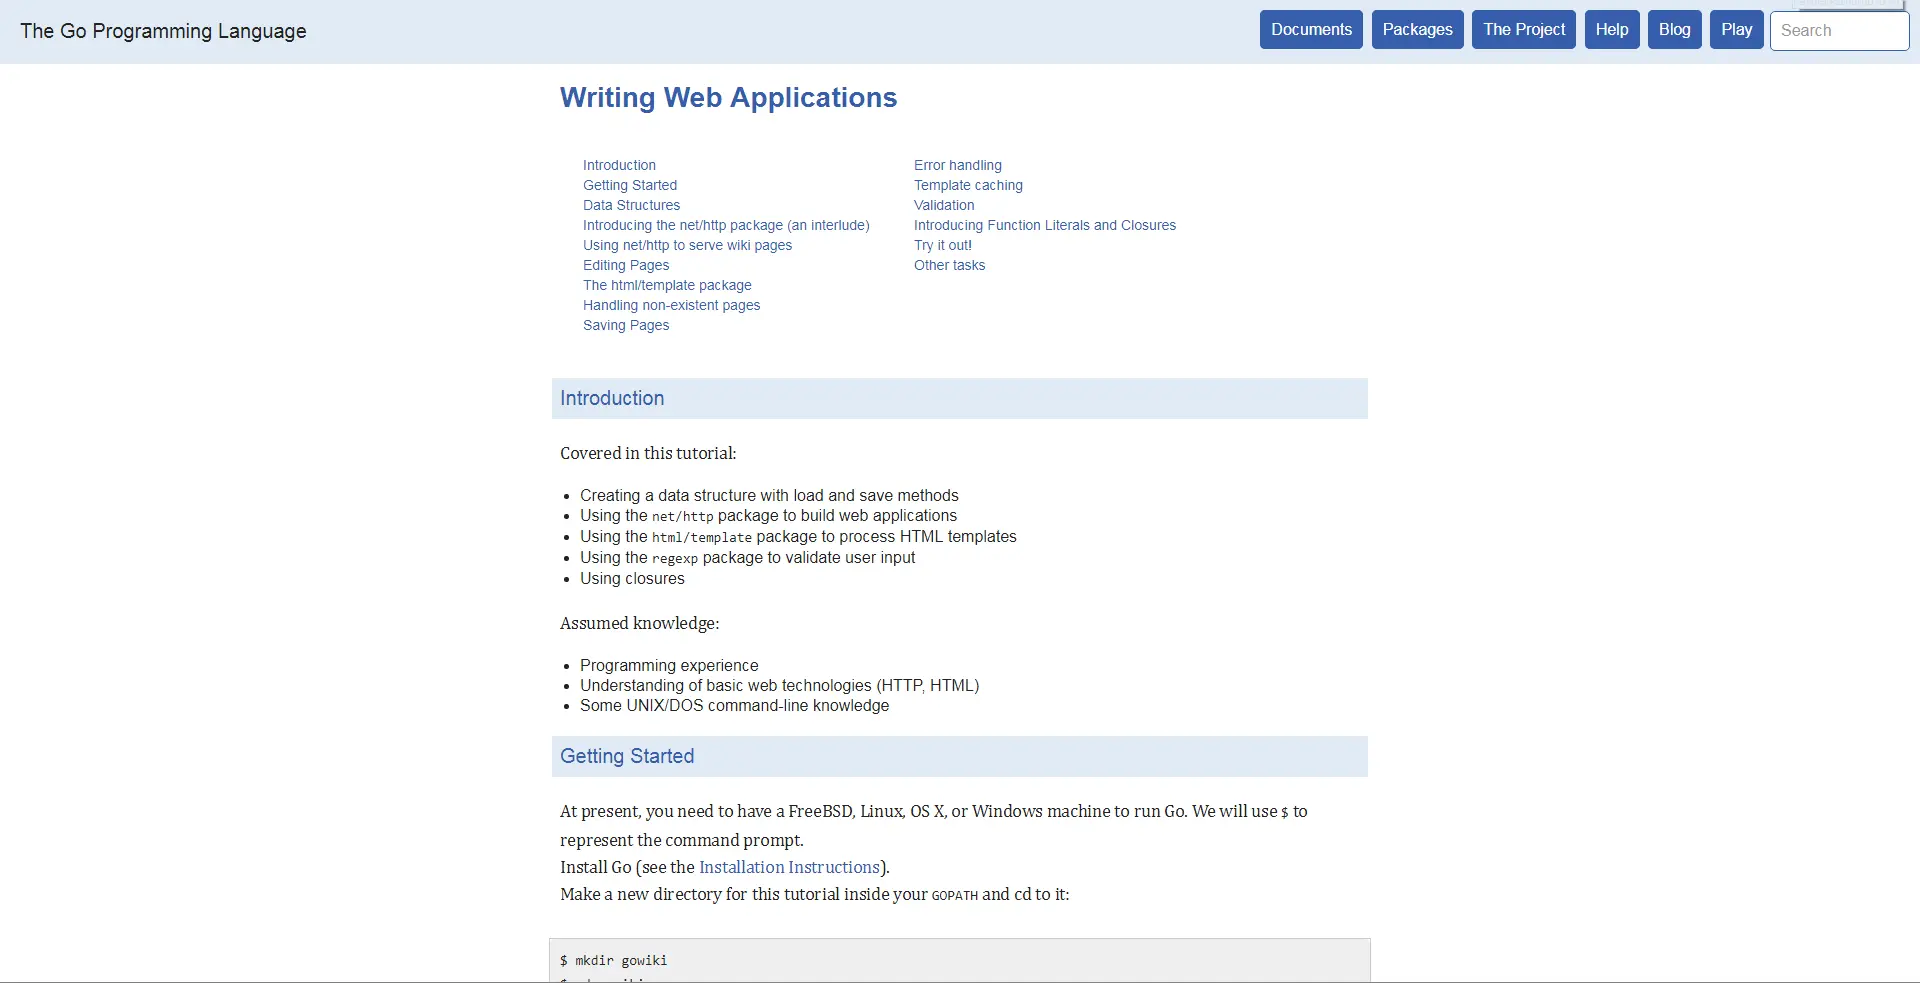 The Go Programming Language
Documents
Packages
The Project
Help
Blog
Play
Search
Writing Web Applications
Introduction
Getting Started
Data Structures
Introducing the net/http package (an interlude)
Using net/http to serve wiki pages
Editing Pages
The html/template package
Handling non-existent pages
Saving Pages
Error handling
Template caching
Validation
Introducing Function Literals and Closures
Try it out!
Other tasks
Introduction
Covered in this tutorial:
Creating a data structure with load and save methods
Using the net/http package to build web applications
Using the html/template package to process HTML templates
Using the regexp package to validate user input
Using closures
Assumed knowledge:
Programming experience
Understanding of basic web technologies (HTTP, HTML)
Some UNIX/DOS command-line knowledge
Getting Started
At present, you need to have a FreeBSD, Linux, OS X, or Windows machine to run Go. We will use $ to
represent the command prompt.
Install Go (see the Installation Instructions).
Make a new directory for this tutorial inside your GOPATH and cd to it:
$ mkdir gowiki